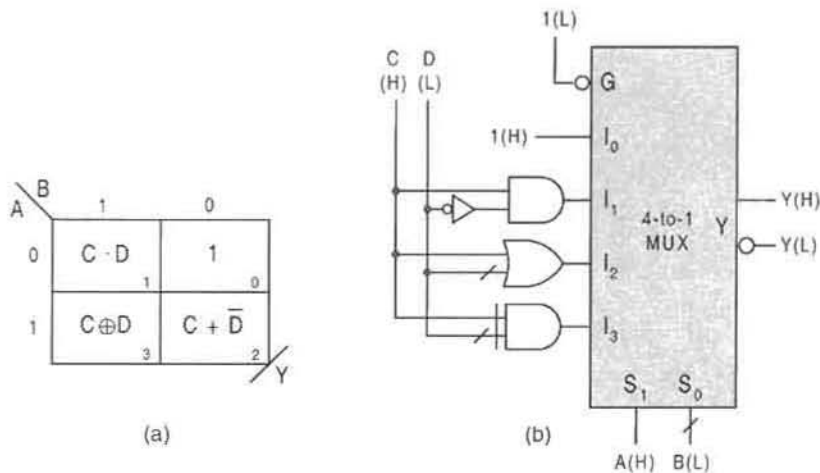 B
A
1 0
0
C · D 1
1 0
1
C⊕D C + D̅
3 2
Y
(a)
1(L)
C D
(H) (L)
G
1(H)
I₀
I₁
I₂
I₃
4-to-1
MUX
Y
Y(H)
Y(L)
S₁ S₀
A(H) B(L)
(b)